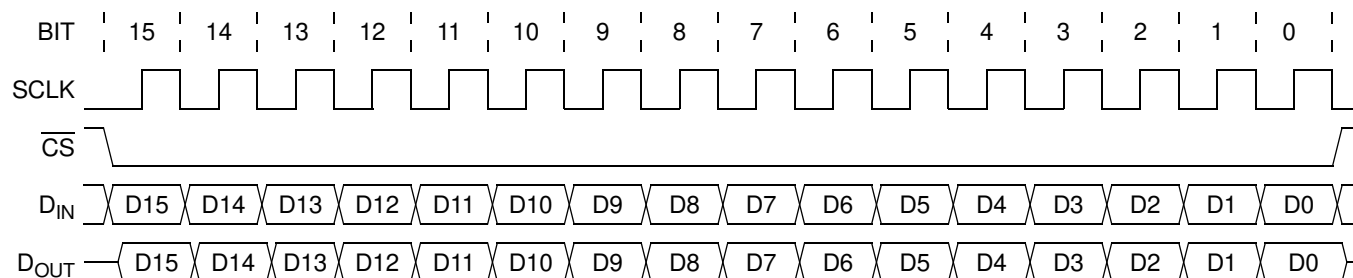 BIT 15 14 13 12 11 10 9 8 7 6 5 4 3 2 1 0
SCLK
CS
DIN D15 D14 D13 D12 D11 D10 D9 D8 D7 D6 D5 D4 D3 D2 D1 D0
DOUT D15 D14 D13 D12 D11 D10 D9 D8 D7 D6 D5 D4 D3 D2 D1 D0